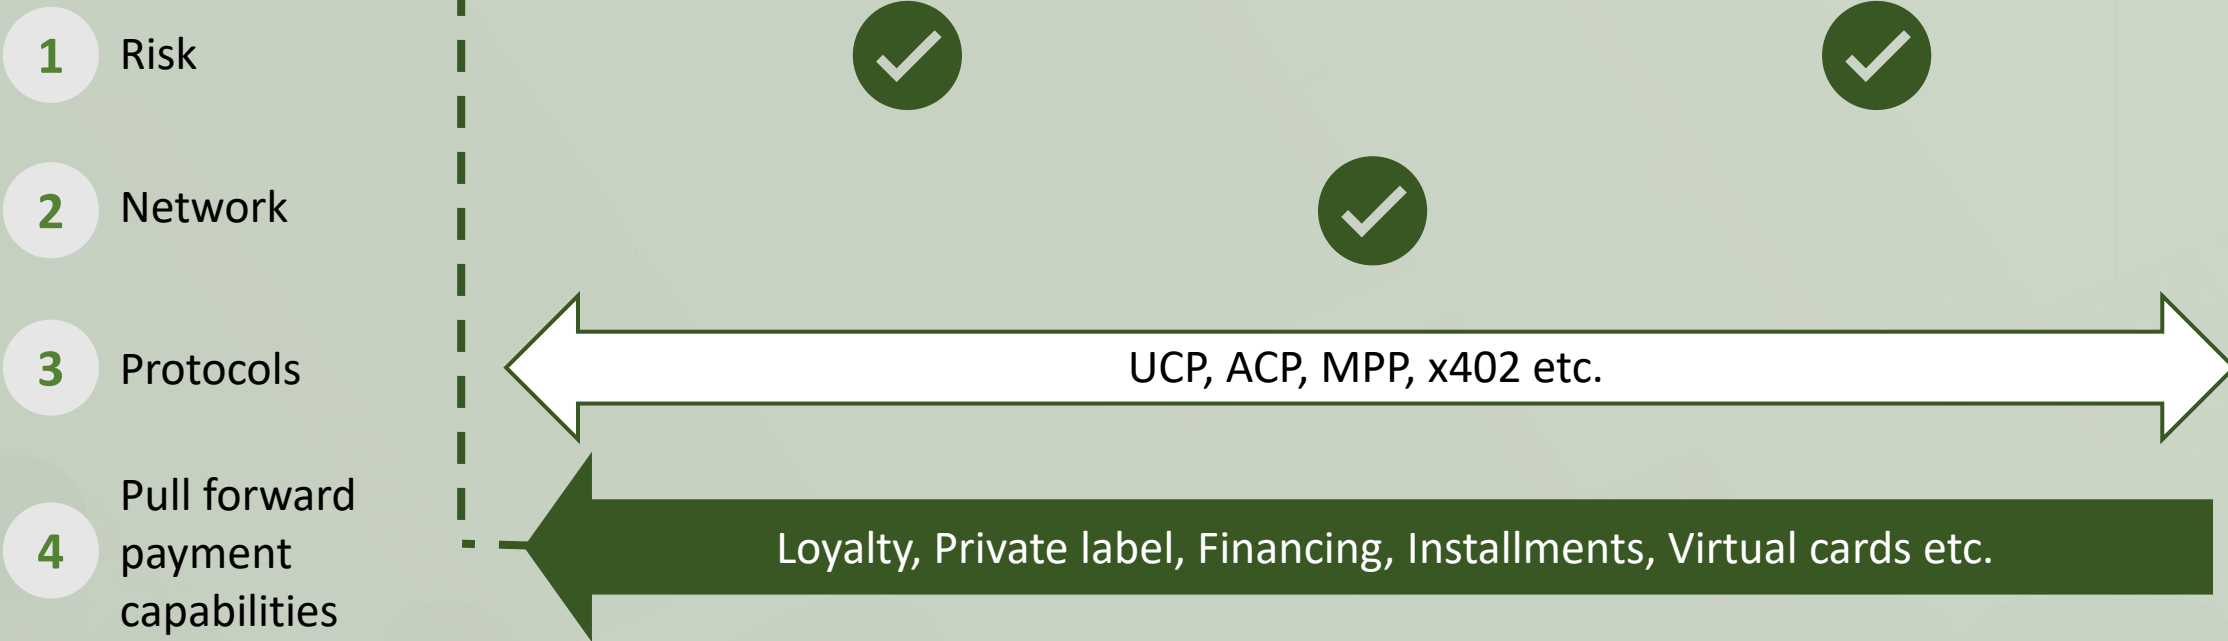 1 Risk
2 Network
3 Protocols
UCP, ACP, MPP, x402 etc.
4 Pull forward
payment
capabilities
Loyalty, Private label, Financing, Installments, Virtual cards etc.